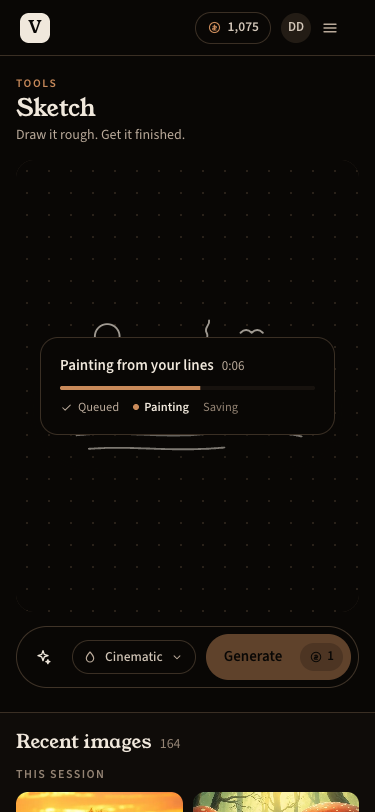 V
1,075
DD
TOOLS
Sketch
Draw it rough. Get it finished.
Painting from your lines 0:06
Queued Painting Saving
Cinematic
Generate 1
Recent images 164
THIS SESSION